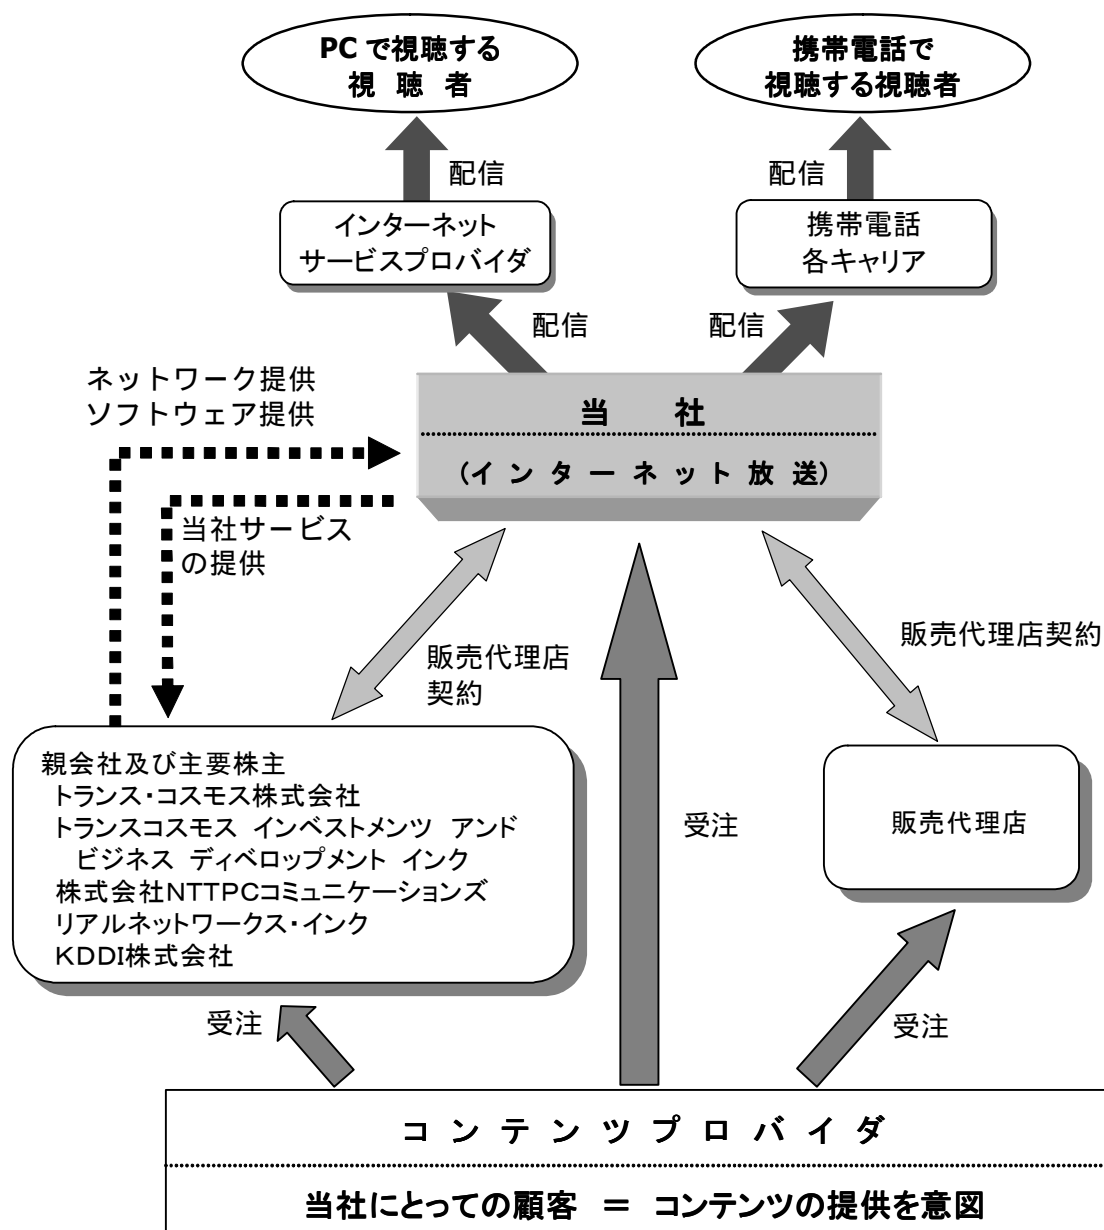 PCで視聴する
視 聴 者
携帯電話で
視聴する視聴者
配信
配信
インターネット
サービスプロバイダ
携帯電話
各キャリア
配信
配信
ネットワーク提供
ソフトウェア提供
当 社
(インターネット放送)
当社サービス
の提供
販売代理店
契約
販売代理店契約
親会社及び主要株主
トランス・コスモス株式会社
トランスコスモス インベストメンツ アンド
ビジネス ディベロップメント インク
株式会社NTTPCコミュニケーションズ
リアルネットワークス・インク
KDDI株式会社
受注
販売代理店
受注
受注
コンテンツプロバイダ
当社にとっての顧客 = コンテンツの提供を意図